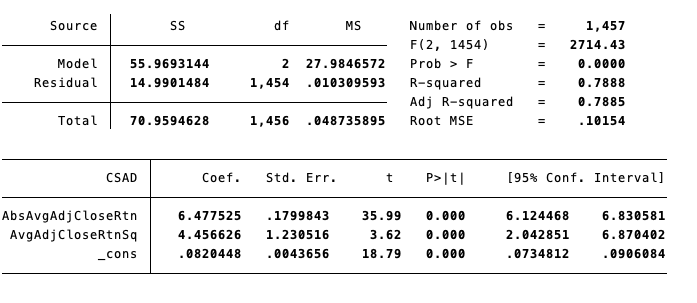 Source SS df MS Number of obs = 1,457
F(2, 1454) = 2714.43
Model 55.9693144 2 27.9846572 Prob > F = 0.0000
Residual 14.9901484 1,454 .010309593 R-squared = 0.7888
Adj R-squared = 0.7885
Total 70.9594628 1,456 .048735895 Root MSE = .10154
CSAD Coef. Std. Err. t P>|t| [95% Conf. Interval]
AbsAvgAdjCloseRtn 6.477525 .1799843 35.99 0.000 6.124468 6.830581
AvgAdjCloseRtnSq 4.456626 1.230516 3.62 0.000 2.042851 6.870402
_cons .0820448 .0043656 18.79 0.000 .0734812 .0906084